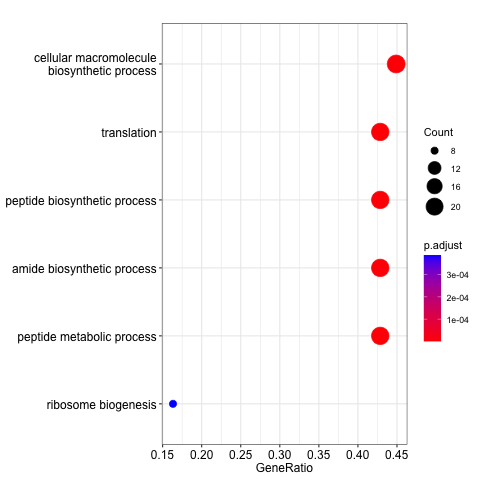 cellular macromolecule
biosynthetic process
translation
peptide biosynthetic process
amide biosynthetic process
peptide metabolic process
ribosome biogenesis
0.15 0.20 0.25 0.30 0.35 0.40 0.45
GeneRatio
Count
8
12
16
20
p.adjust
3e-04
2e-04
1e-04